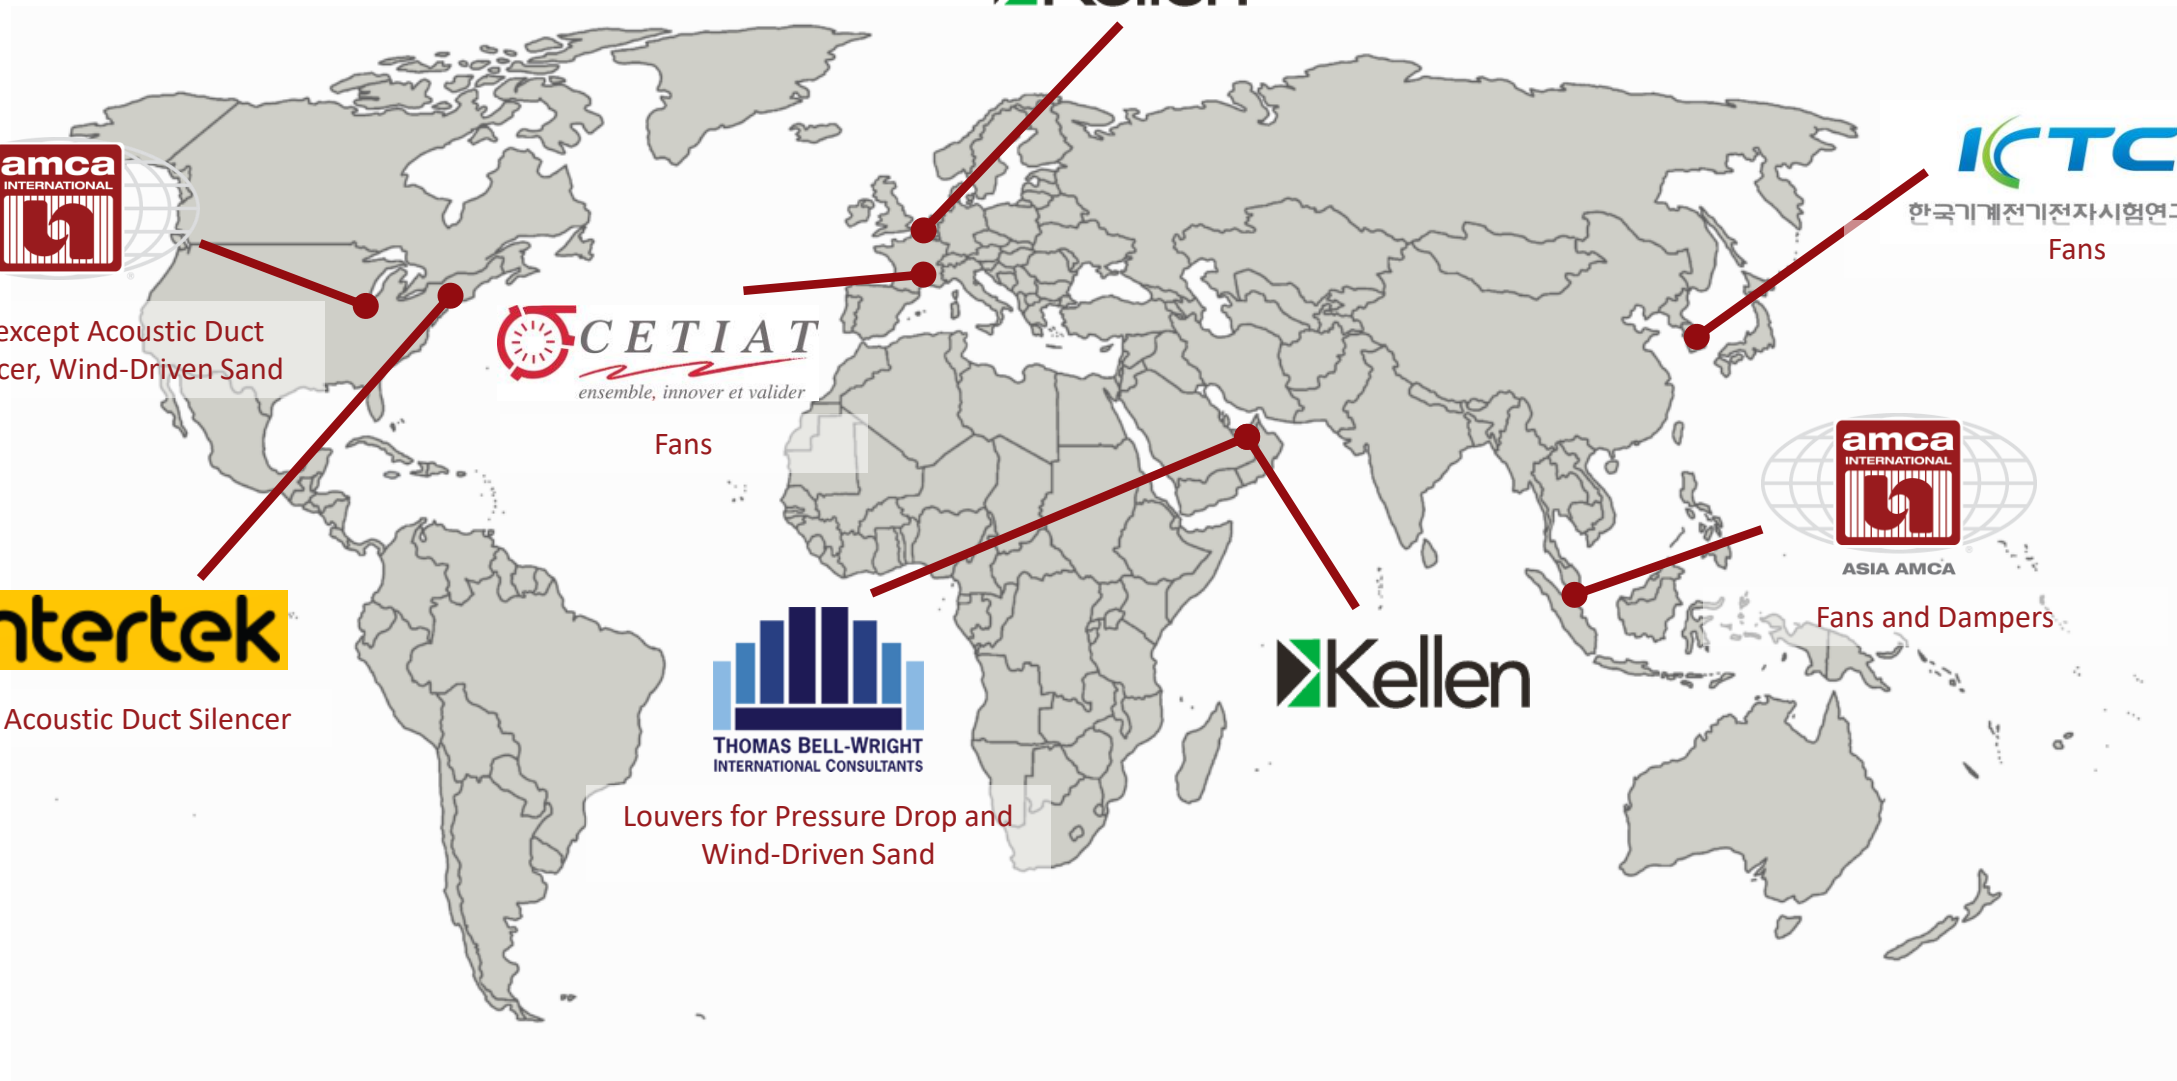 Kellen
amca
INTERNATIONAL
®
except Acoustic Duct
Wind-Driven Sand
CETIAT
ensemble, innover et valider
Fans
KTC
Fans
amca
INTERNATIONAL
®
ASIA AMCA
Fans and Dampers
Acoustic Duct Silencer
THOMAS BELL-WRIGHT
INTERNATIONAL CONSULTANTS
Louvers for Pressure Drop and
Wind-Driven Sand
Kellen